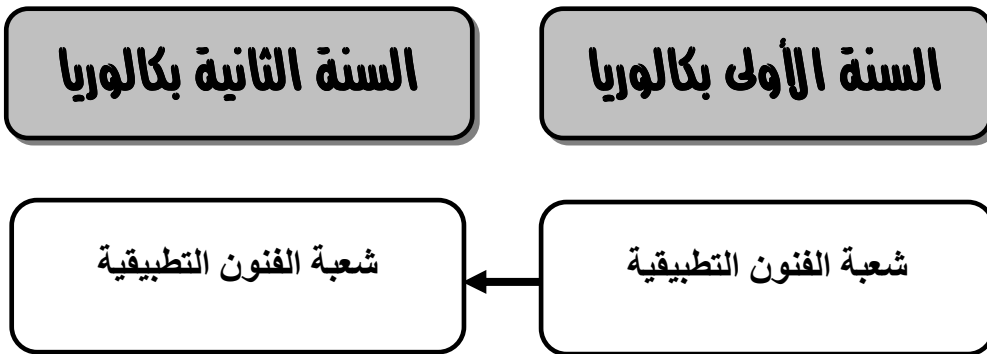 السنة الأولى بكالوريا
السنة الثانية بكالوريا
شعبة الفنون التطبيقية
شعبة الفنون التطبيقية